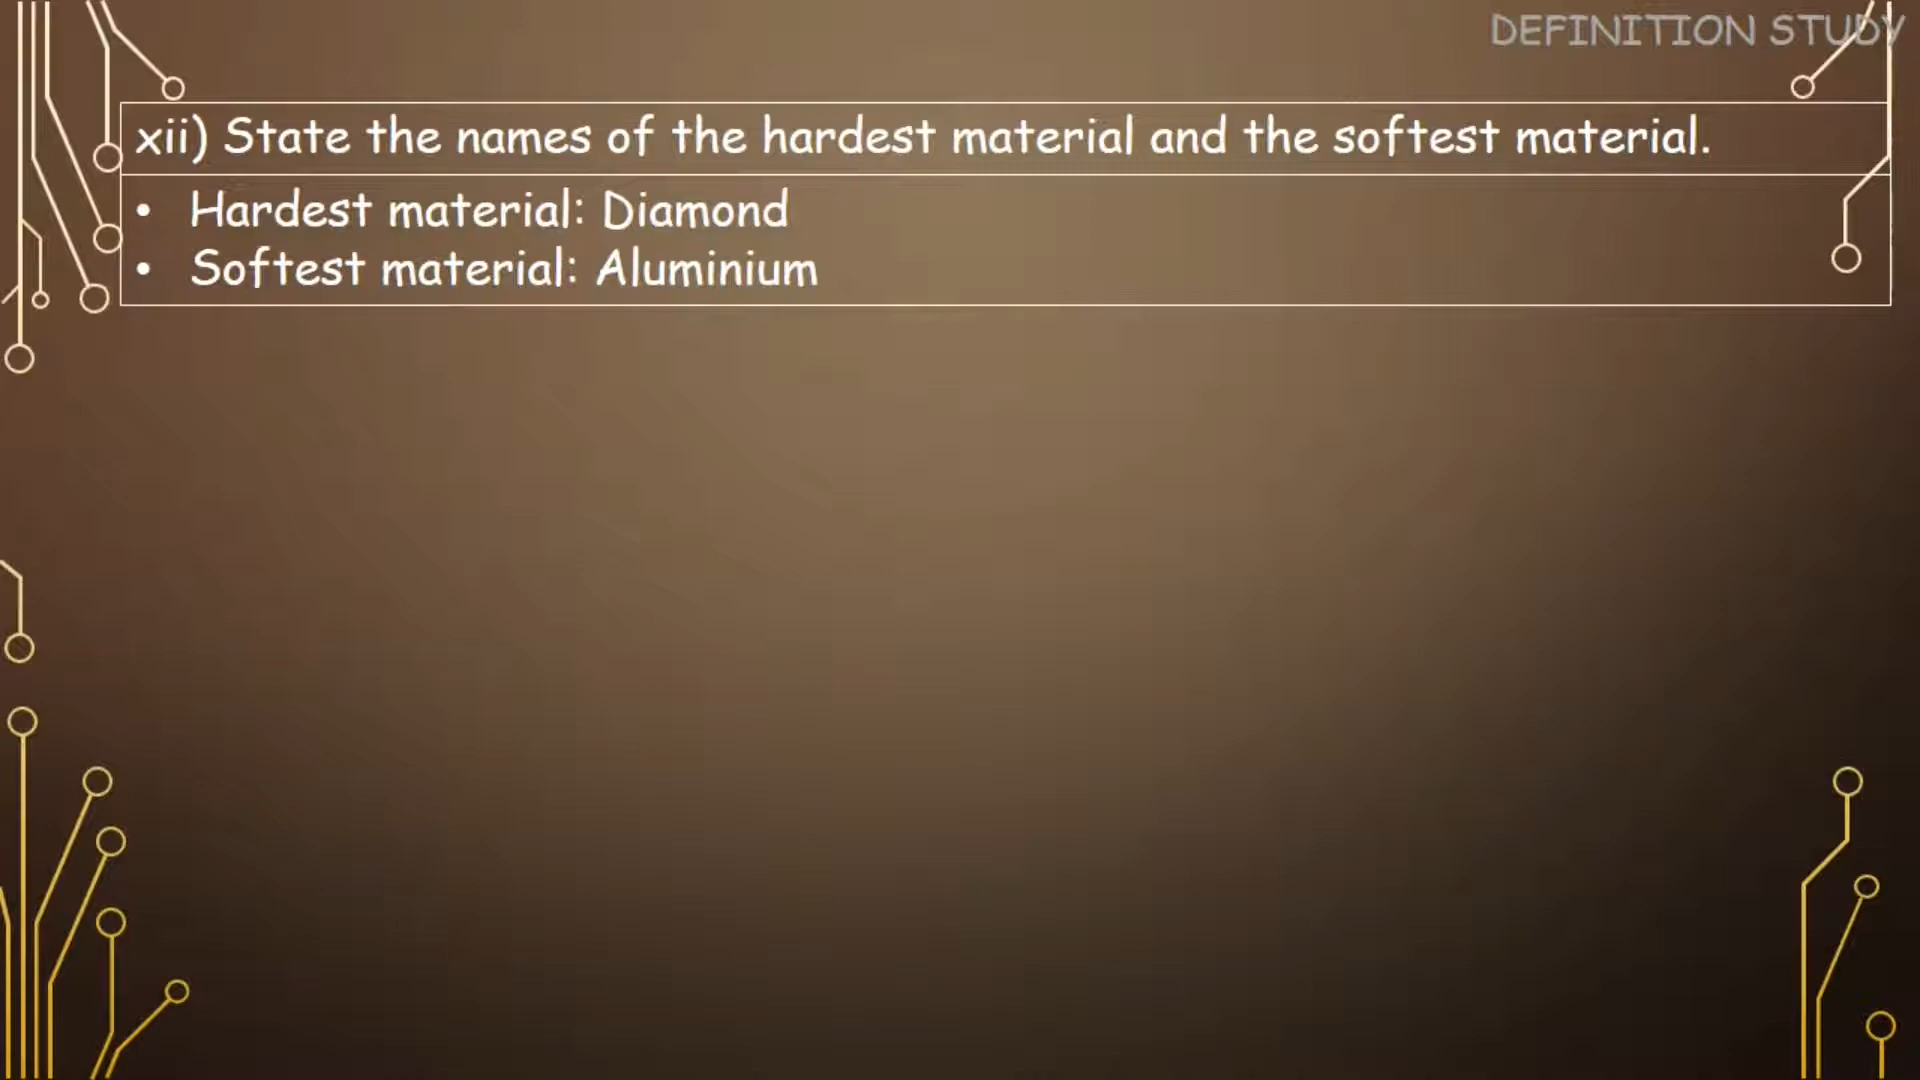 DEFINITION STUDY
xii) State the names of the hardest material and the softest material.
• Hardest material: Diamond
• Softest material: Aluminium